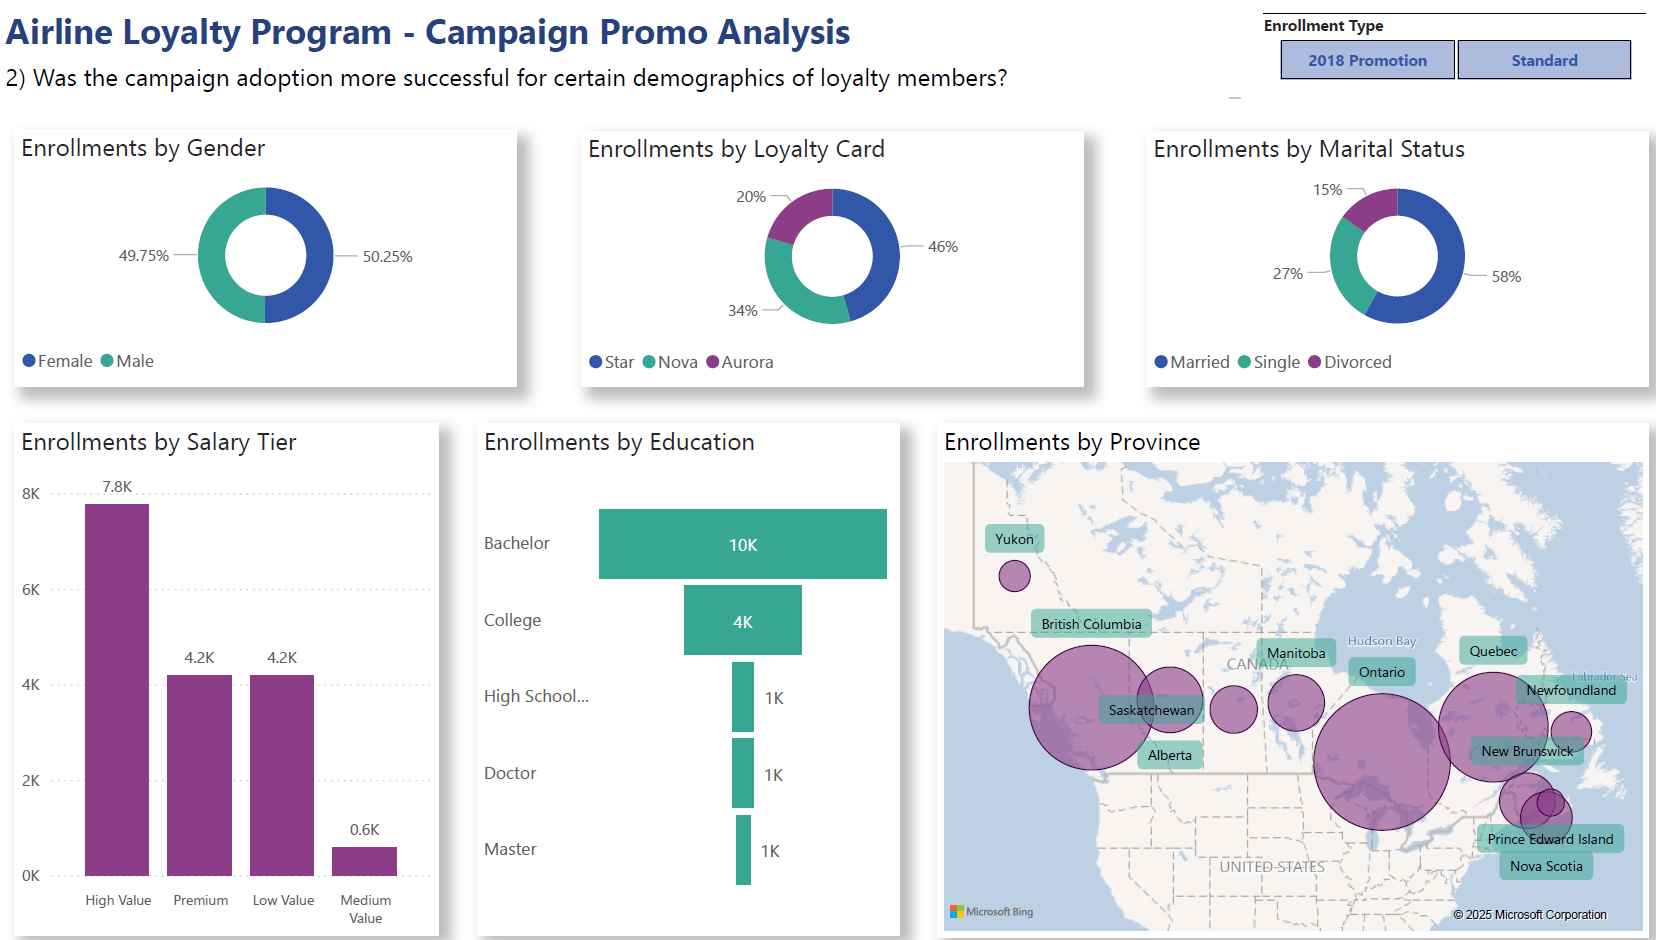 Airline Loyalty Program - Campaign Promo Analysis
2) Was the campaign adoption more successful for certain demographics of loyalty members?
Enrollment Type
2018 Promotion
Standard
Enrollments by Gender
49.75%
50.25%
Female
Male
Enrollments by Loyalty Card
20%
46%
34%
Star
Nova
Aurora
Enrollments by Marital Status
15%
27%
58%
Married
Single
Divorced
Enrollments by Salary Tier
8K
6K
4K
2K
0K
7.8K
4.2K
4.2K
0.6K
High Value
Premium
Low Value
Medium
Value
Enrollments by Education
Bachelor
10K
College
4K
High School...
1K
Doctor
1K
Master
1K
Enrollments by Province
Yukon
British Columbia
Hudson Bay
Manitoba
CANADA
Quebec
Ontario
Labrador Sea
Newfoundland
Saskatchewan
New Brunswick
Alberta
Prince Edward Island
UNITED STATES
Nova Scotia
Microsoft Bing
© 2025 Microsoft Corporation